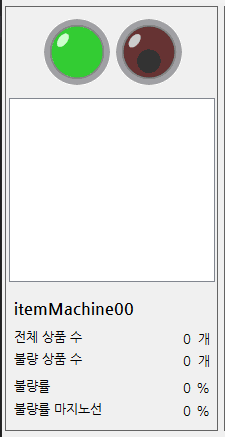 itemMachine00
전체 상품 수 0 개
불량 상품 수 0 개
불량률 0 %
불량률 마지노선 0 %